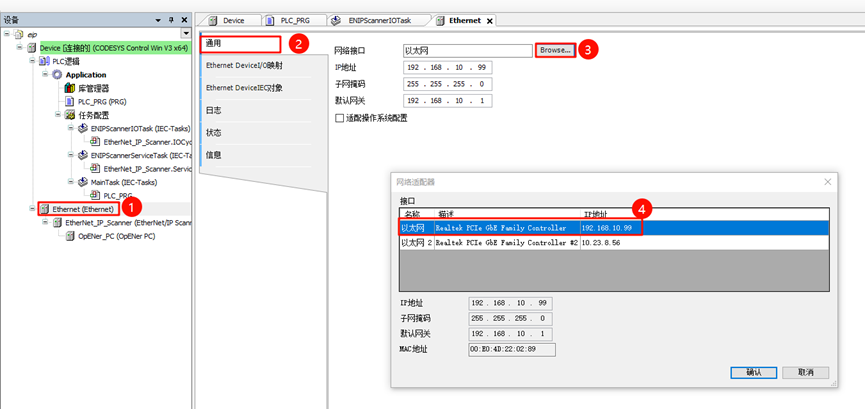 设备
eip
Device [连接的] (CODESYS Control Win V3 x64)
PLC逻辑
Application
库管理器
PLC_PRG (PRG)
任务配置
ENIPScannerIOTask (IEC-Tasks)
EtherNet_IP_Scanner.IOCyc
ENIPScannerServiceTask (IEC-Tas
EtherNet_IP_Scanner.Servic
MainTask (IEC-Tasks)
PLC_PRG
Ethernet (Ethernet)
1
EtherNet_IP_Scanner (EtherNet/IP Scann
OpENer_PC (OpENer PC)
Device
PLC_PRG
ENIPScannerIOTask
Ethernet
通用
2
Ethernet DeviceI/O映射
Ethernet DeviceIEC对象
日志
状态
信息
网络接口
以太网
Browse...
3
IP地址
192 . 168 . 10 . 99
子网掩码
255 . 255 . 255 . 0
默认网关
192 . 168 . 10 . 1
适配操作系统配置
网络适配器
接口
4
名称 描述 IP地址
以太网 Realtek PCIe GbE Family Controller 192.168.10.99
以太网 2 Realtek PCIe GbE Family Controller #2 10.23.8.56
IP地址
192 . 168 . 10 . 99
子网掩码
255 . 255 . 255 . 0
默认网关
192 . 168 . 10 . 1
MAC地址
00:E0:4D:22:02:89
确认
取消